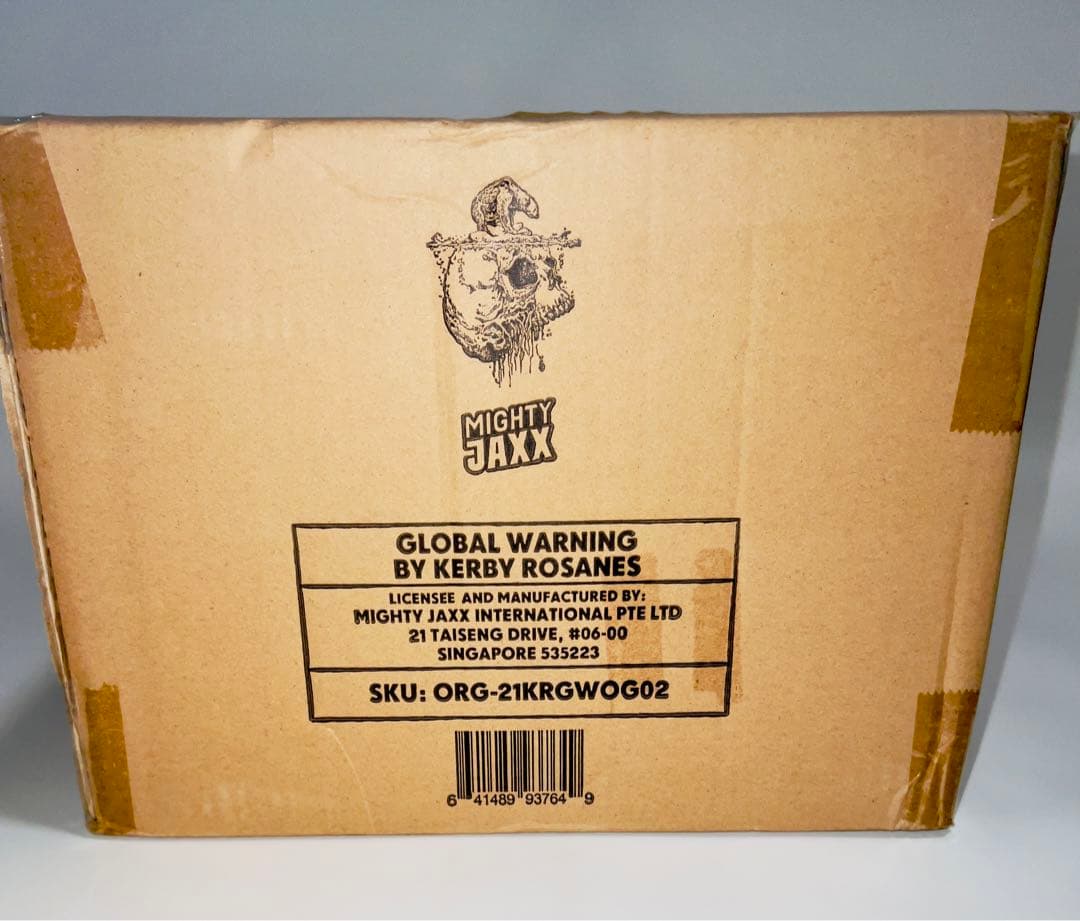 MIGHTY
JAXX
GLOBAL WARNING
BY KERBY ROSANES
LICENSEE AND MANUFACTURED BY:
MIGHTY JAXX INTERNATIONAL PTE LTD
21 TAISENG DRIVE, #06-00
SINGAPORE 535223
SKU: ORG-21KRGWOG02
6 41489 93764 9